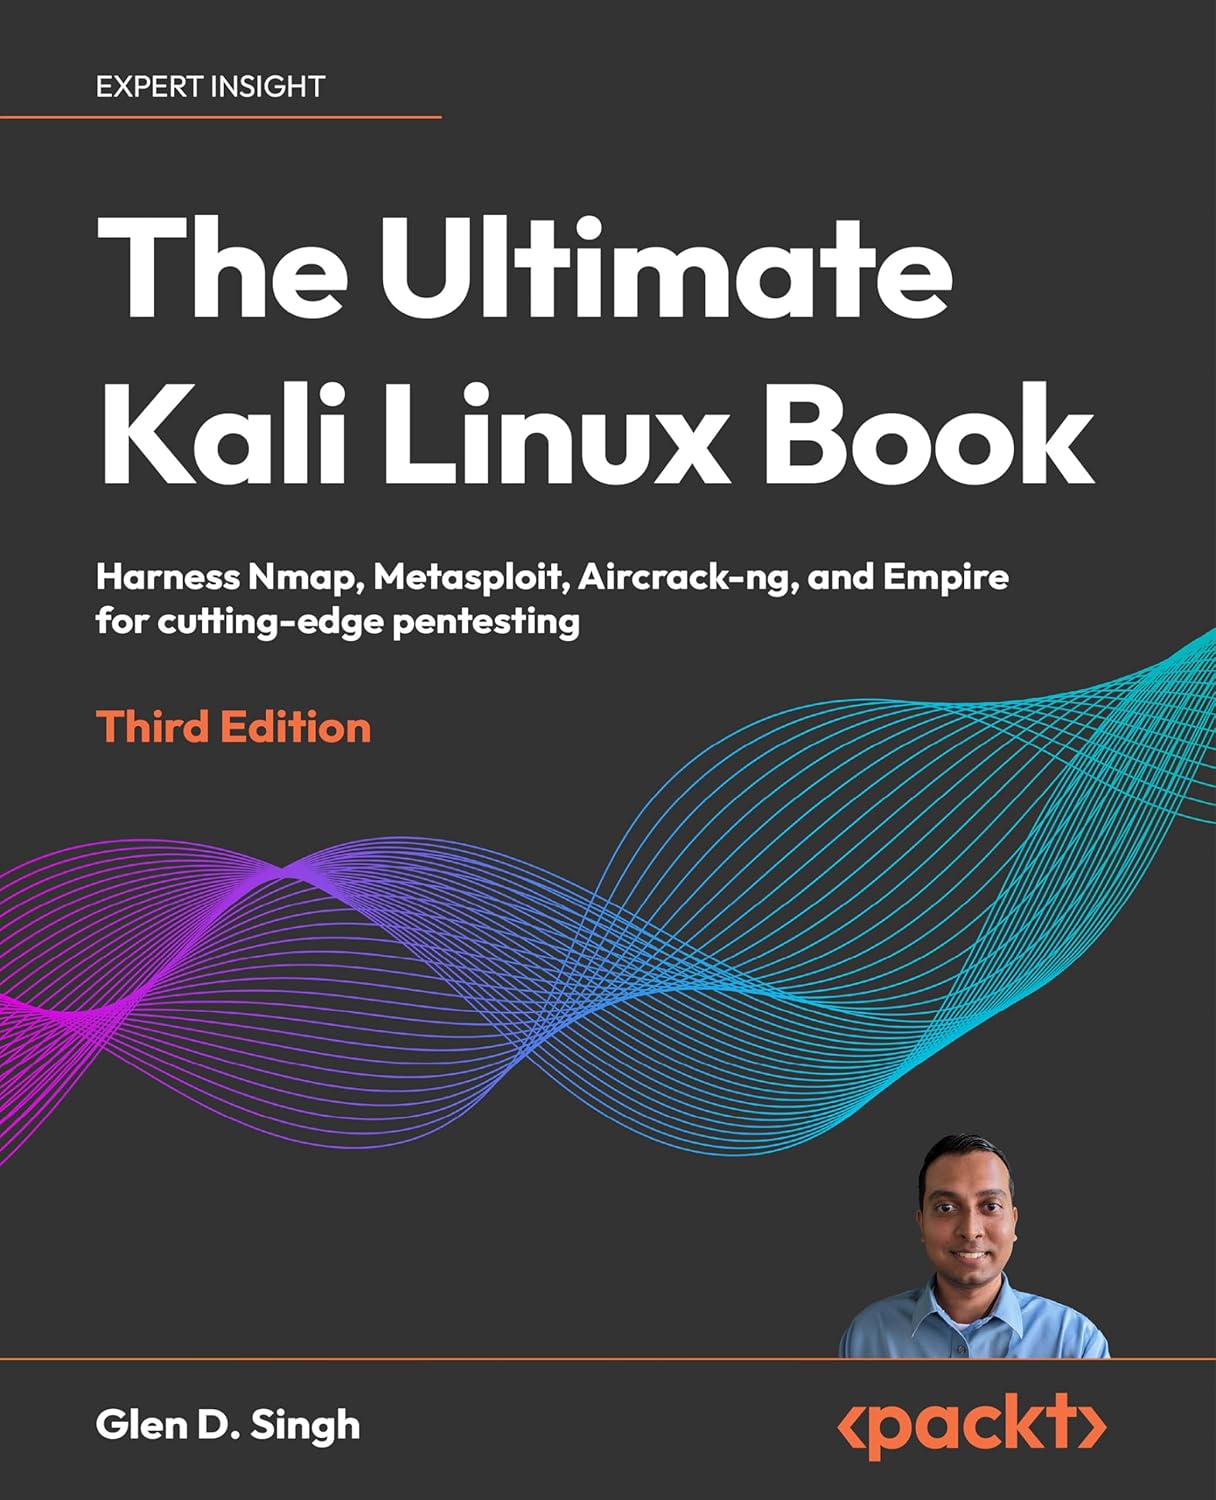 EXPERT INSIGHT
The Ultimate
Kali Linux Book
Harness Nmap, Metasploit, Aircrack-ng, and Empire
for cutting-edge pentesting
Third Edition
Glen D. Singh
<packt>